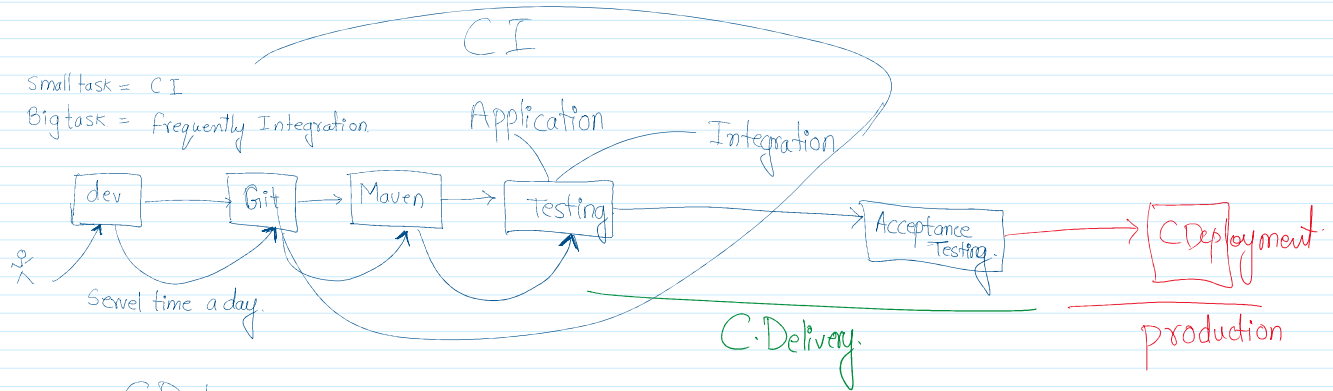 CI
Small task = CI
Big task = frequently Integration
Application
Integration
dev
Git
Maven
Testing
Acceptance
Testing.
CDeployment.
Servel time a day.
C.Delivery.
production